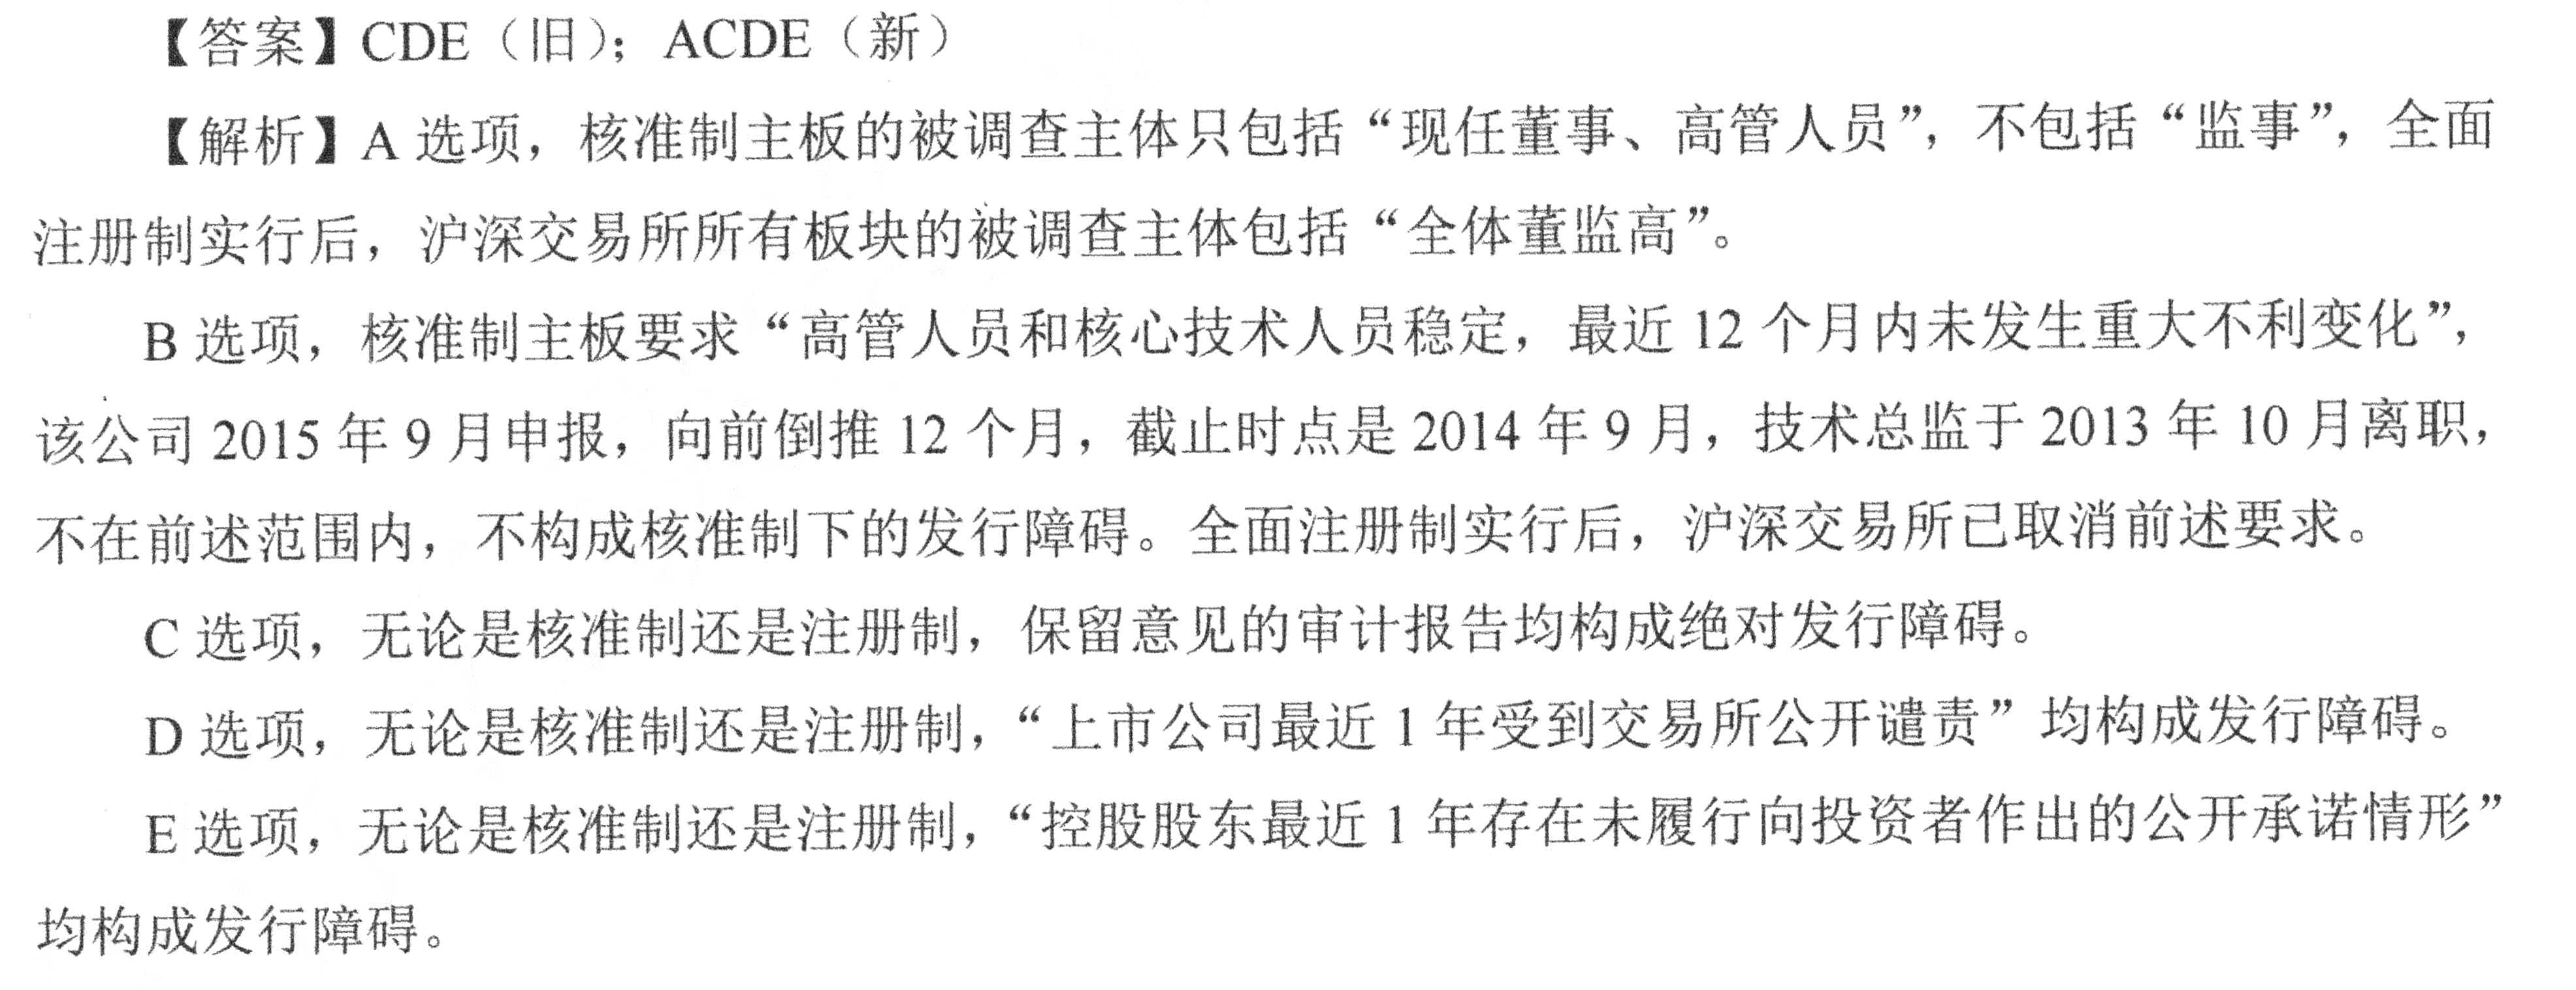 【答案】CDE（旧）；ACDE（新）
【解析】A 选项，核准制主板的被调查主体只包括“现任董事、高管人员”，不包括“监事”，全面
注册制实行后，沪深交易所所有板块的被调查主体包括“全体董监高”。
B 选项，核准制主板要求“高管人员和核心技术人员稳定，最近 12 个月内未发生重大不利变化”，
该公司 2015 年 9 月申报，向前倒推 12 个月，截止时点是 2014 年 9 月，技术总监于 2013 年 10 月离职，
不在前述范围内，不构成核准制下的发行障碍。全面注册制实行后，沪深交易所已取消前述要求。
C 选项，无论是核准制还是注册制，保留意见的审计报告均构成绝对发行障碍。
D 选项，无论是核准制还是注册制，“上市公司最近 1 年受到交易所公开谴责”均构成发行障碍。
E 选项，无论是核准制还是注册制，“控股股东最近 1 年存在未履行向投资者作出的公开承诺情形”
均构成发行障碍。